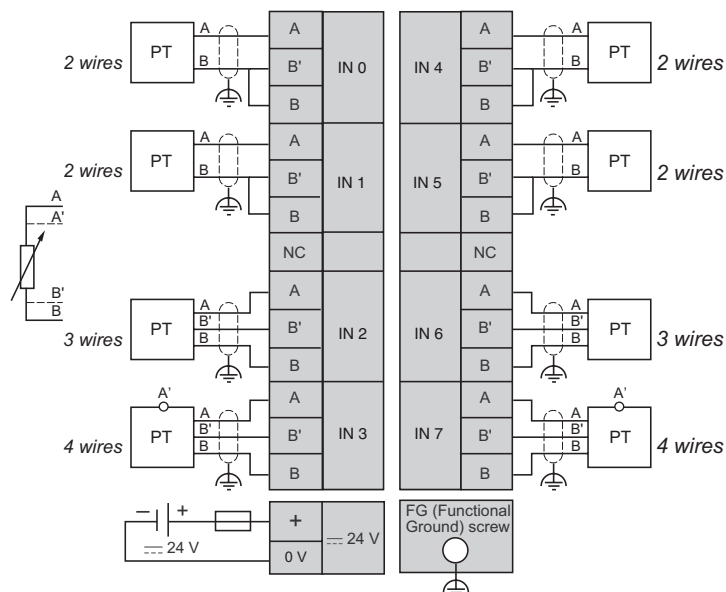 A
A'
B'
B
2 wires PT A B A B' B IN 0
2 wires PT A B A B' B IN 1
NC
3 wires PT A B' B A B' B IN 2
4 wires A' PT A B' B A B' B IN 3
– + + 24 V
24 V 0 V
IN 4 A B' B A B PT 2 wires
IN 5 A B' B A B PT 2 wires
NC
IN 6 A B' B A B' B PT 3 wires
IN 7 A B' B A B' B A' PT 4 wires
FG (Functional
Ground) screw